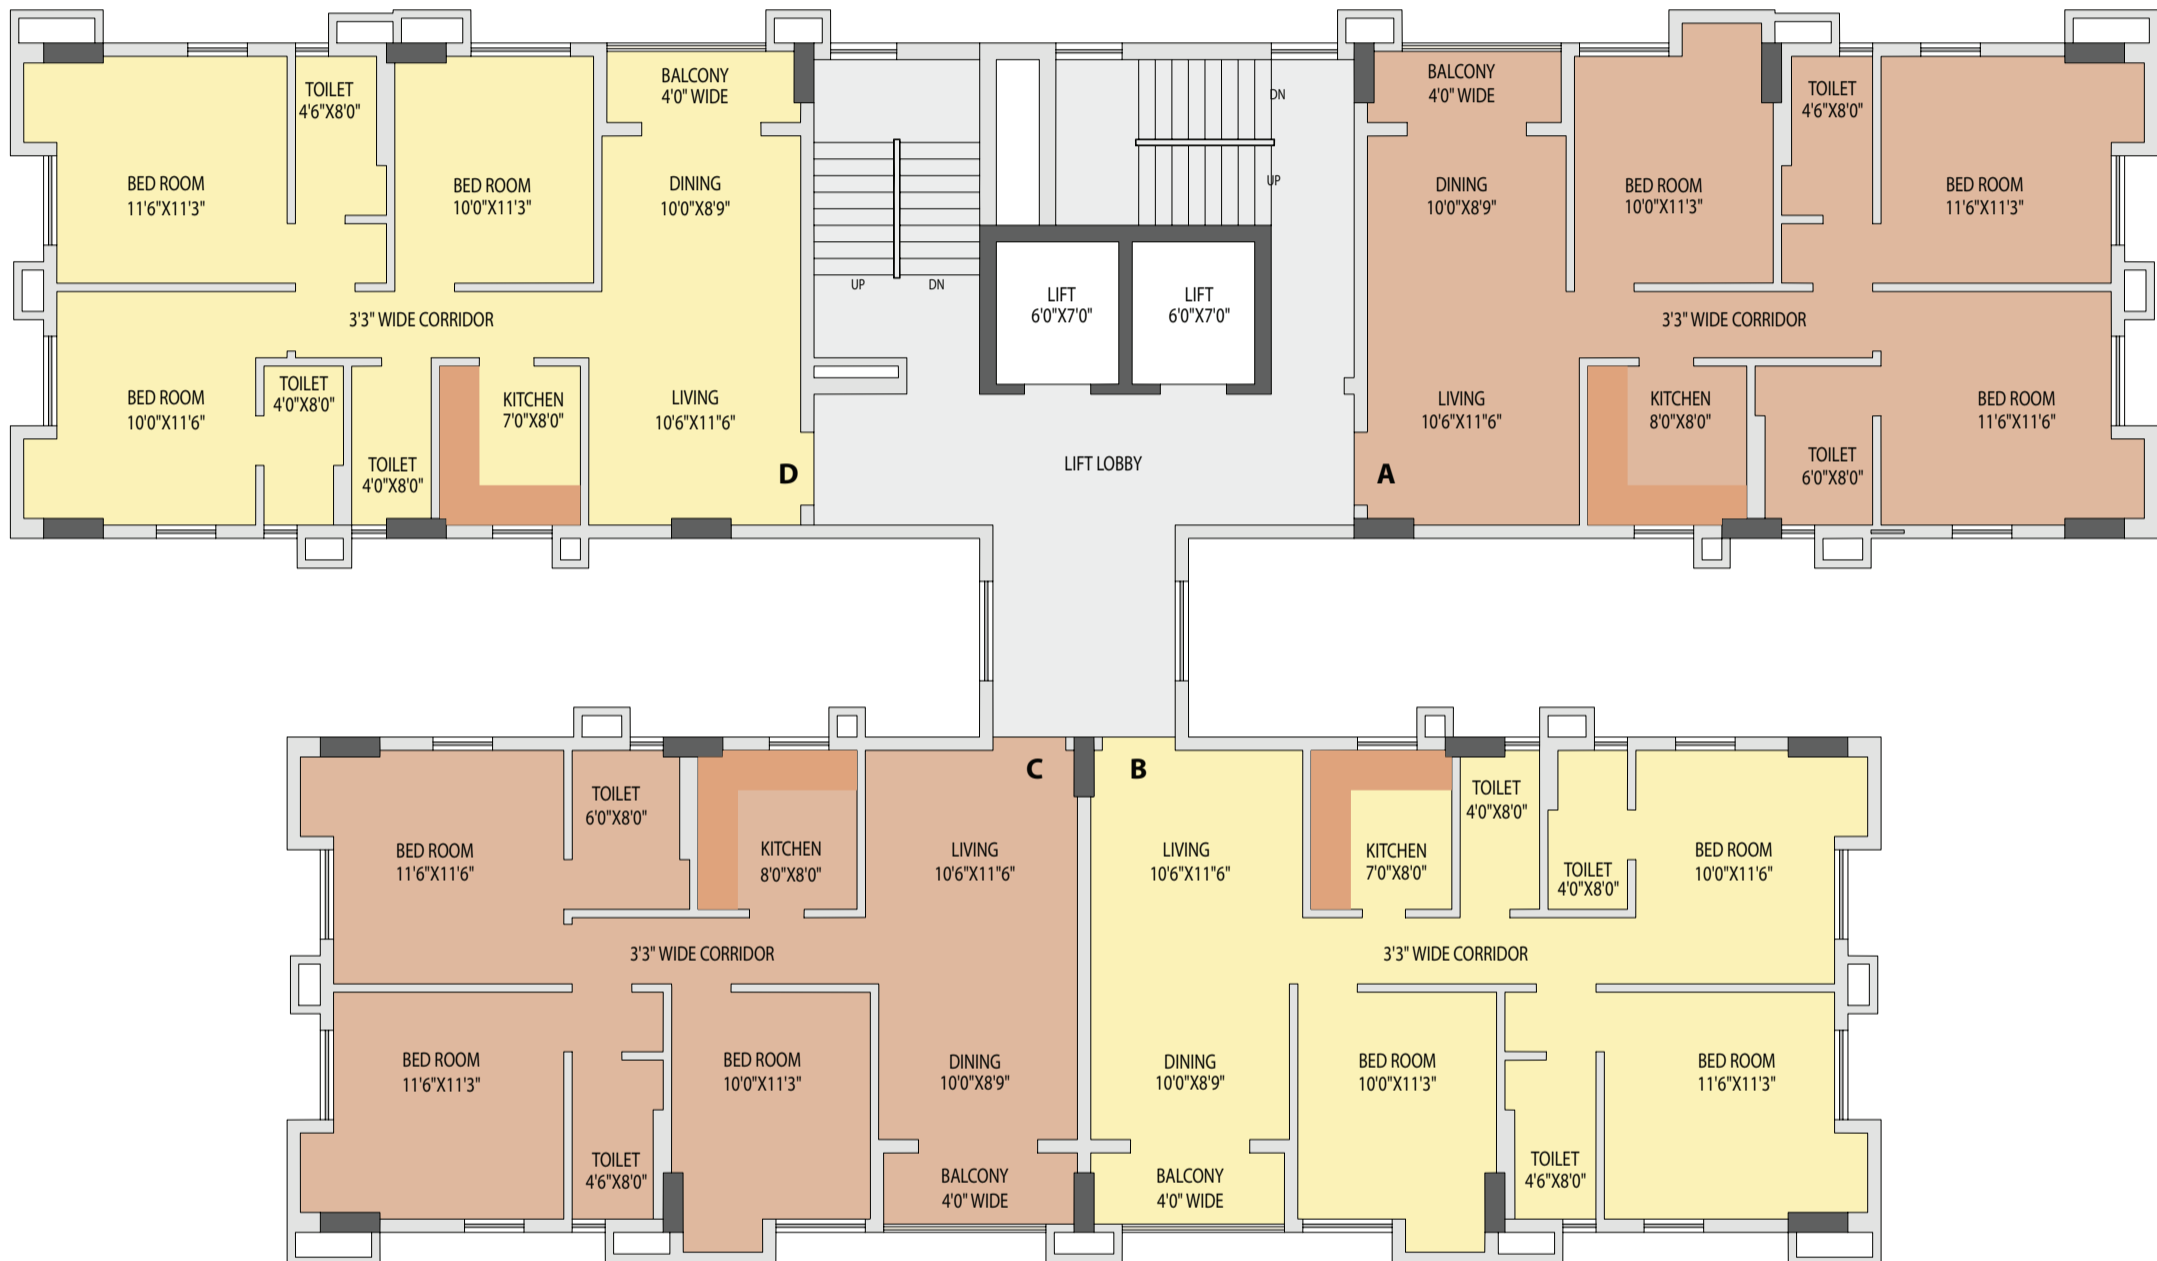 TOILET
4'6"X8'0"
BALCONY
4'0" WIDE
BED ROOM
11'6"X11'3"
BED ROOM
10'0"X11'3"
DINING
10'0"X8'9"
3'3" WIDE CORRIDOR
BED ROOM
10'0"X11'6"
TOILET
4'0"X8'0"
TOILET
4'0"X8'0"
KITCHEN
7'0"X8'0"
LIVING
10'6"X11"6"
D
UP
DN
DN
UP
LIFT
6'0"X7'0"
LIFT
6'0"X7'0"
LIFT LOBBY
BALCONY
4'0" WIDE
TOILET
4'6"X8'0"
DINING
10'0"X8'9"
BED ROOM
10'0"X11'3"
BED ROOM
11'6"X11'3"
3'3" WIDE CORRIDOR
LIVING
10'6"X11"6"
KITCHEN
8'0"X8'0"
BED ROOM
11'6"X11'6"
TOILET
6'0"X8'0"
A
C
TOILET
6'0"X8'0"
BED ROOM
11'6"X11'6"
KITCHEN
8'0"X8'0"
LIVING
10'6"X11"6"
3'3" WIDE CORRIDOR
BED ROOM
11'6"X11'3"
BED ROOM
10'0"X11'3"
DINING
10'0"X8'9"
TOILET
4'6"X8'0"
BALCONY
4'0" WIDE
B
TOILET
4'0"X8'0"
LIVING
10'6"X11"6"
KITCHEN
7'0"X8'0"
TOILET
4'0"X8'0"
BED ROOM
10'0"X11'6"
3'3" WIDE CORRIDOR
DINING
10'0"X8'9"
BED ROOM
10'0"X11'3"
BED ROOM
11'6"X11'3"
BALCONY
4'0" WIDE
TOILET
4'6"X8'0"